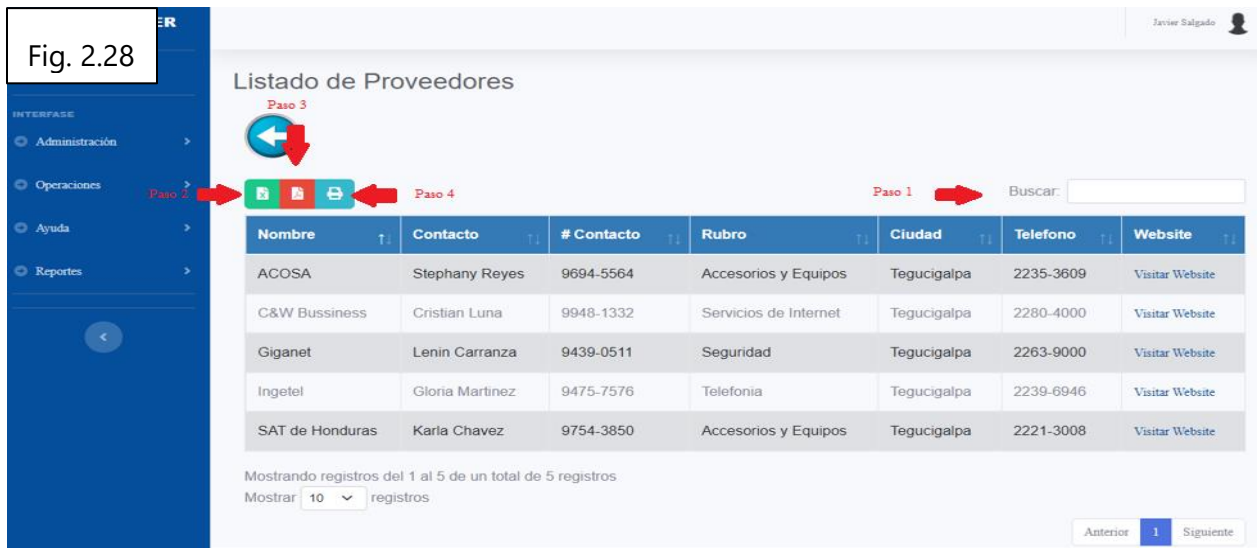 ER
Javier Salgado
Fig. 2.28
Listado de Proveedores
Paso 3
INTERFASE
Administración
Operaciones
Ayuda
Reportes
Paso 2
Paso 4
Paso 1
Buscar:
Nombre Contacto # Contacto Rubro Ciudad Telefono Website
ACOSA Stephany Reyes 9694-5564 Accesorios y Equipos Tegucigalpa 2235-3609 Visitar Website
C&W Bussiness Cristian Luna 9948-1332 Servicios de Internet Tegucigalpa 2280-4000 Visitar Website
Giganet Lenin Carranza 9439-0511 Seguridad Tegucigalpa 2263-9000 Visitar Website
Ingetel Gloria Martinez 9475-7576 Telefonia Tegucigalpa 2239-6946 Visitar Website
SAT de Honduras Karla Chavez 9754-3850 Accesorios y Equipos Tegucigalpa 2221-3008 Visitar Website
Mostrando registros del 1 al 5 de un total de 5 registros
Mostrar 10 registros
Anterior 1 Siguiente